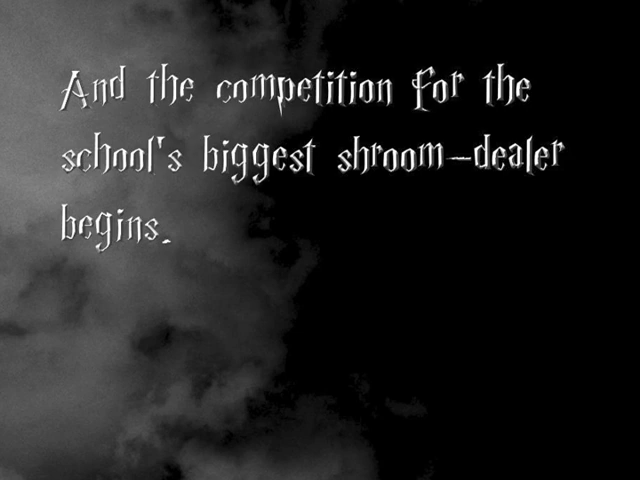 And the competition for the
school's biggest shroom-dealer
begins.